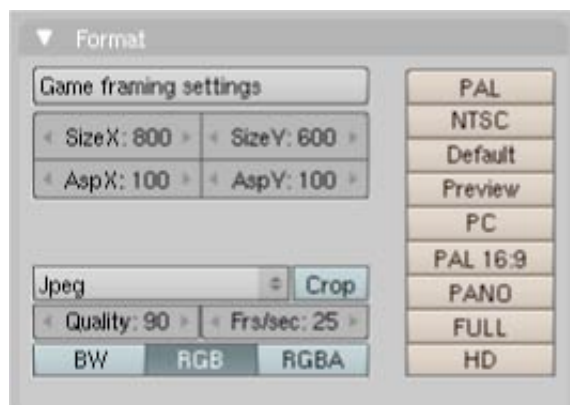 Format
Game framing settings
SizeX: 800 SizeY: 600
AspX: 100 AspY: 100
Jpeg Crop
Quality: 90 Frs/sec: 25
BW RGB RGBA
PAL
NTSC
Default
Preview
PC
PAL 16:9
PANO
FULL
HD